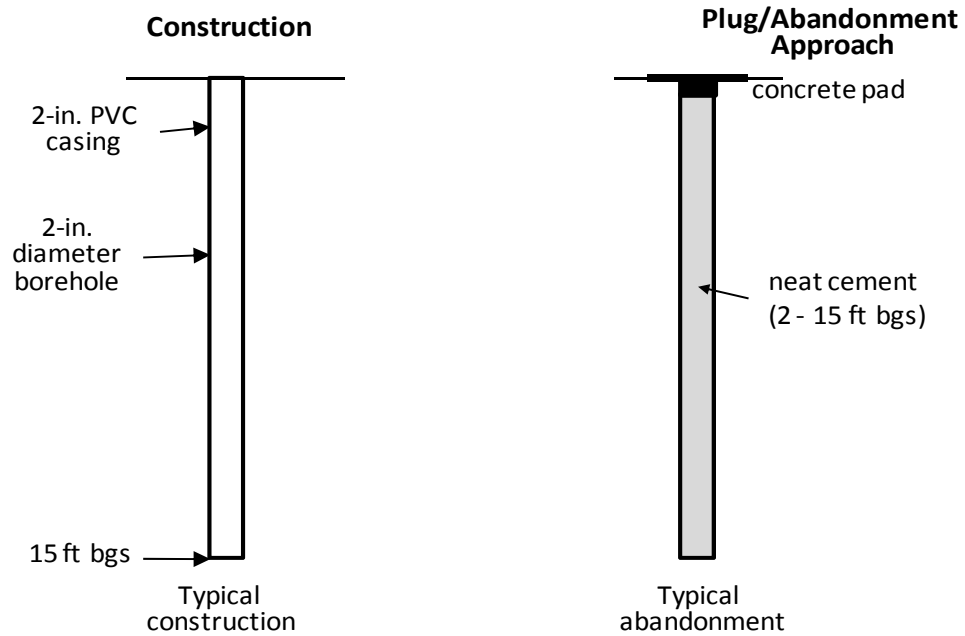 Construction
2-in. PVC
casing
2-in.
diameter
borehole
15 ft bgs
Typical
construction
Plug/Abandonment
Approach
concrete pad
neat cement
(2 - 15 ft bgs)
Typical
abandonment